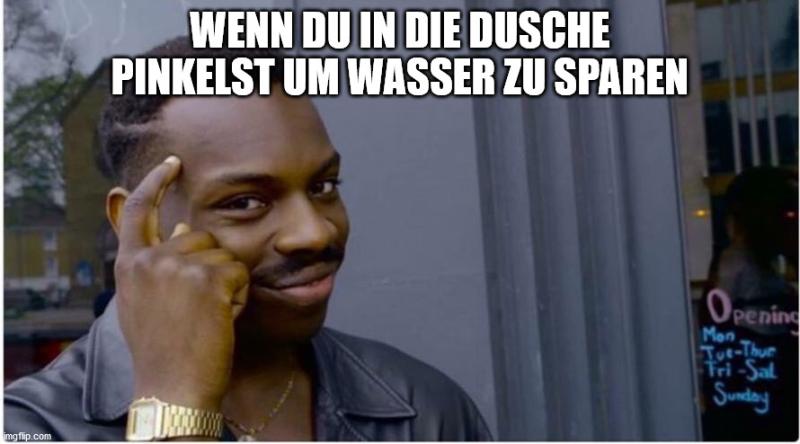 WENN DU IN DIE DUSCHE
PINKELST UM WASSER ZU SPAREN
Opening
Mon
Tue-Thur
Fri-Sat
Sunday
imgflip.com